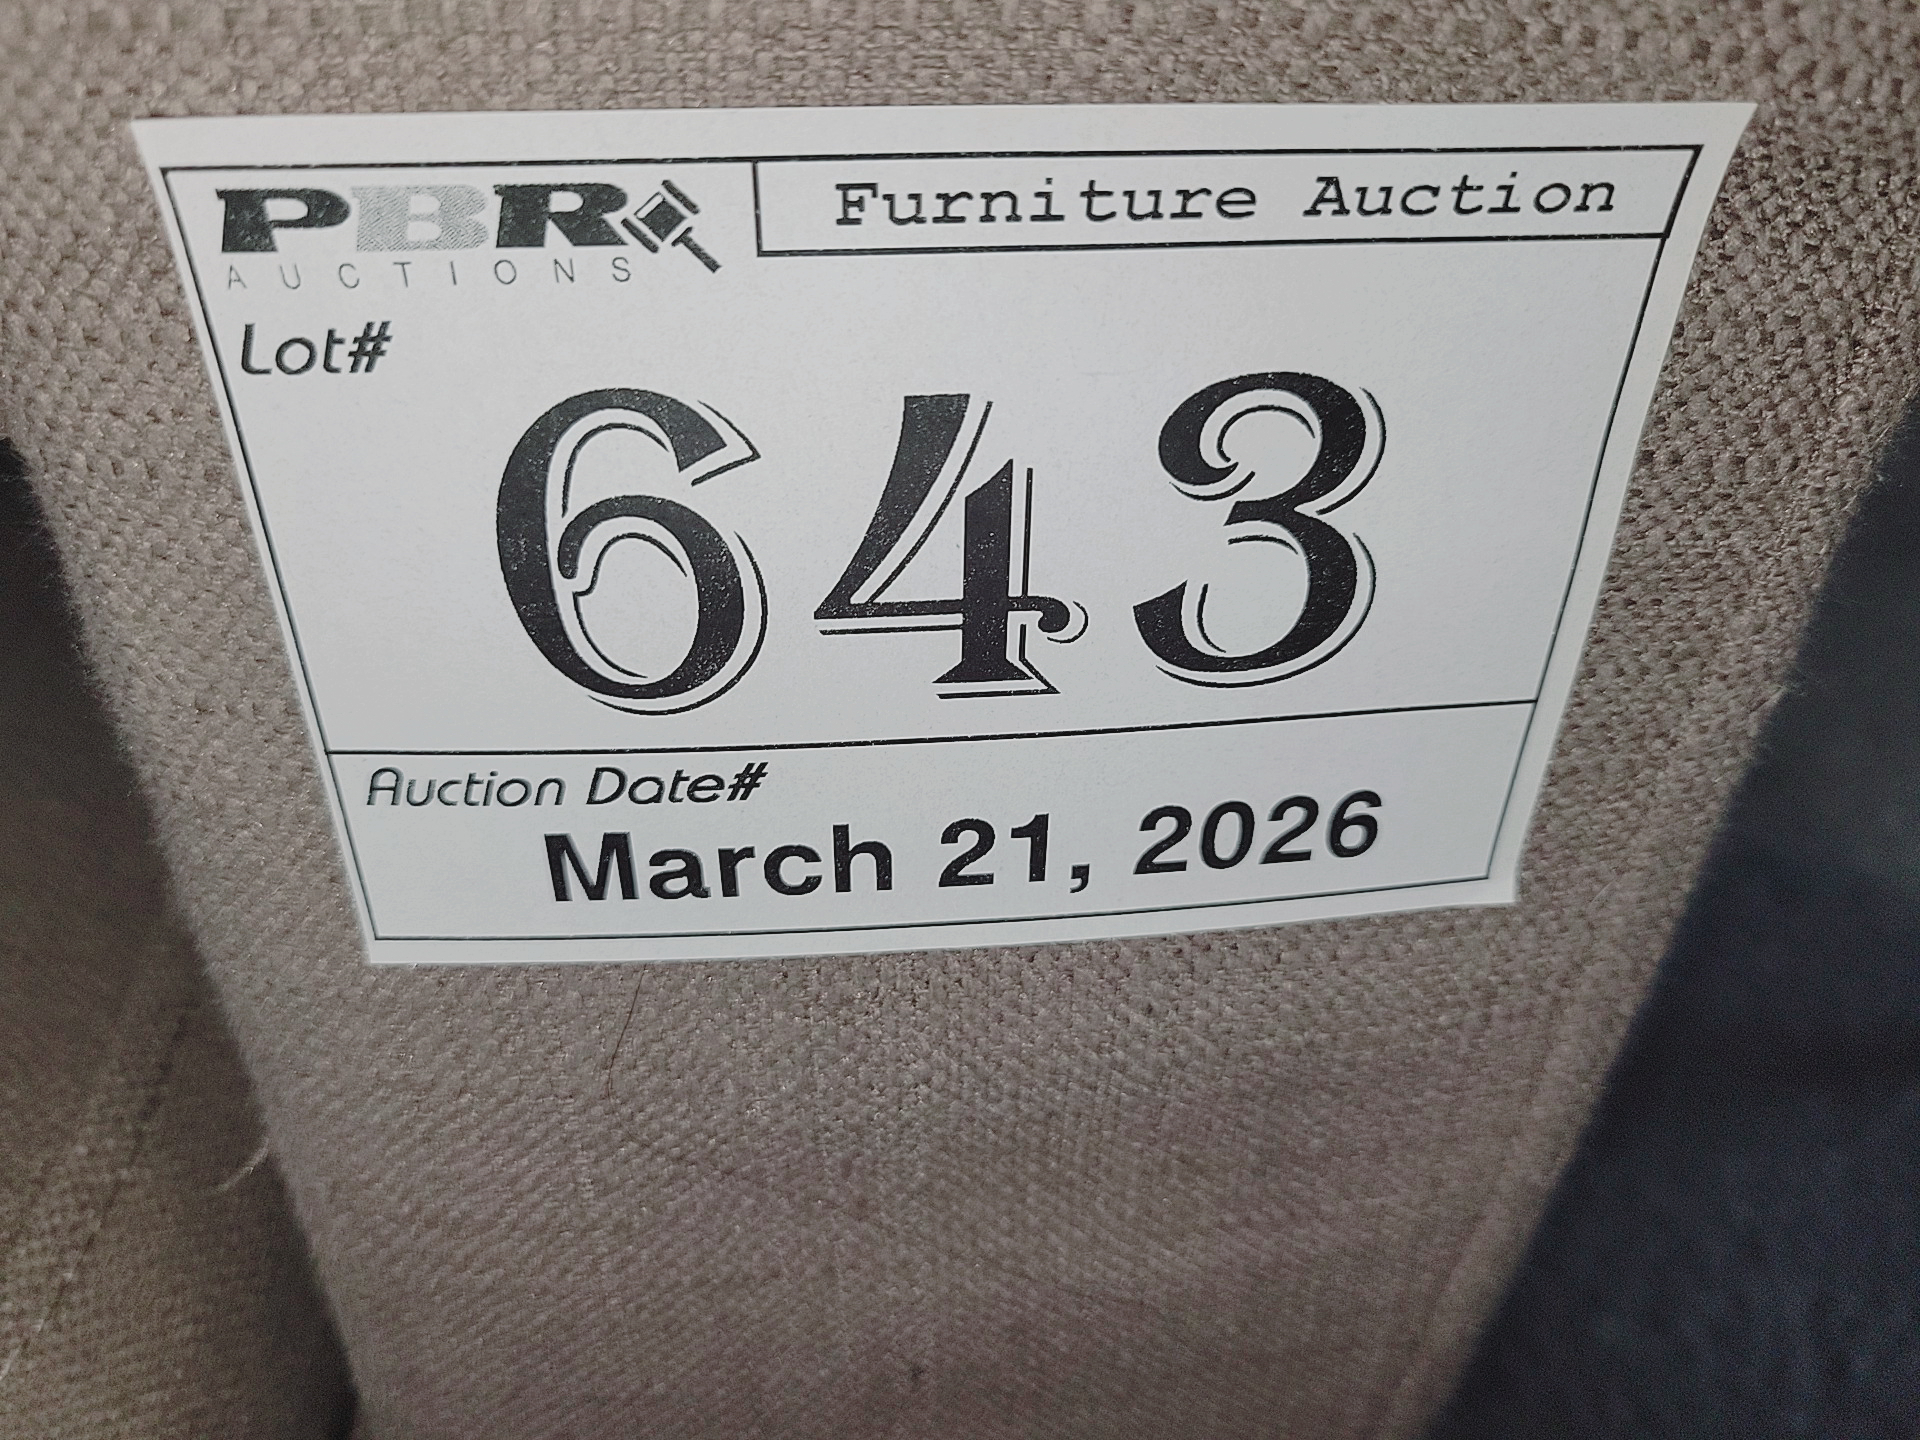 PBR
AUCTIONS
Furniture Auction
Lot#
643
Auction Date#
March 21, 2026